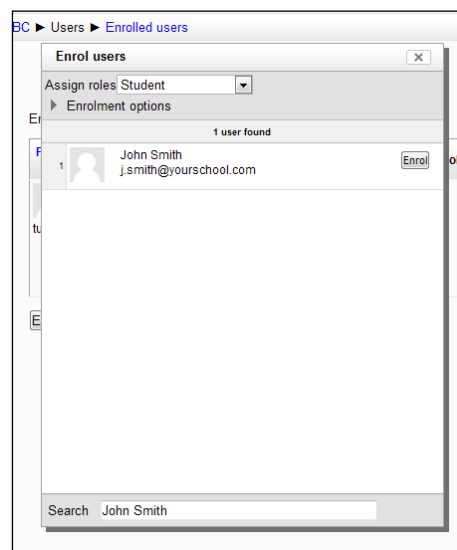 BC ► Users ► Enrolled users
Enrol users
Assign roles Student
Enrolment options
1 user found
1
John Smith
j.smith@yourschool.com
Enrol
Search John Smith